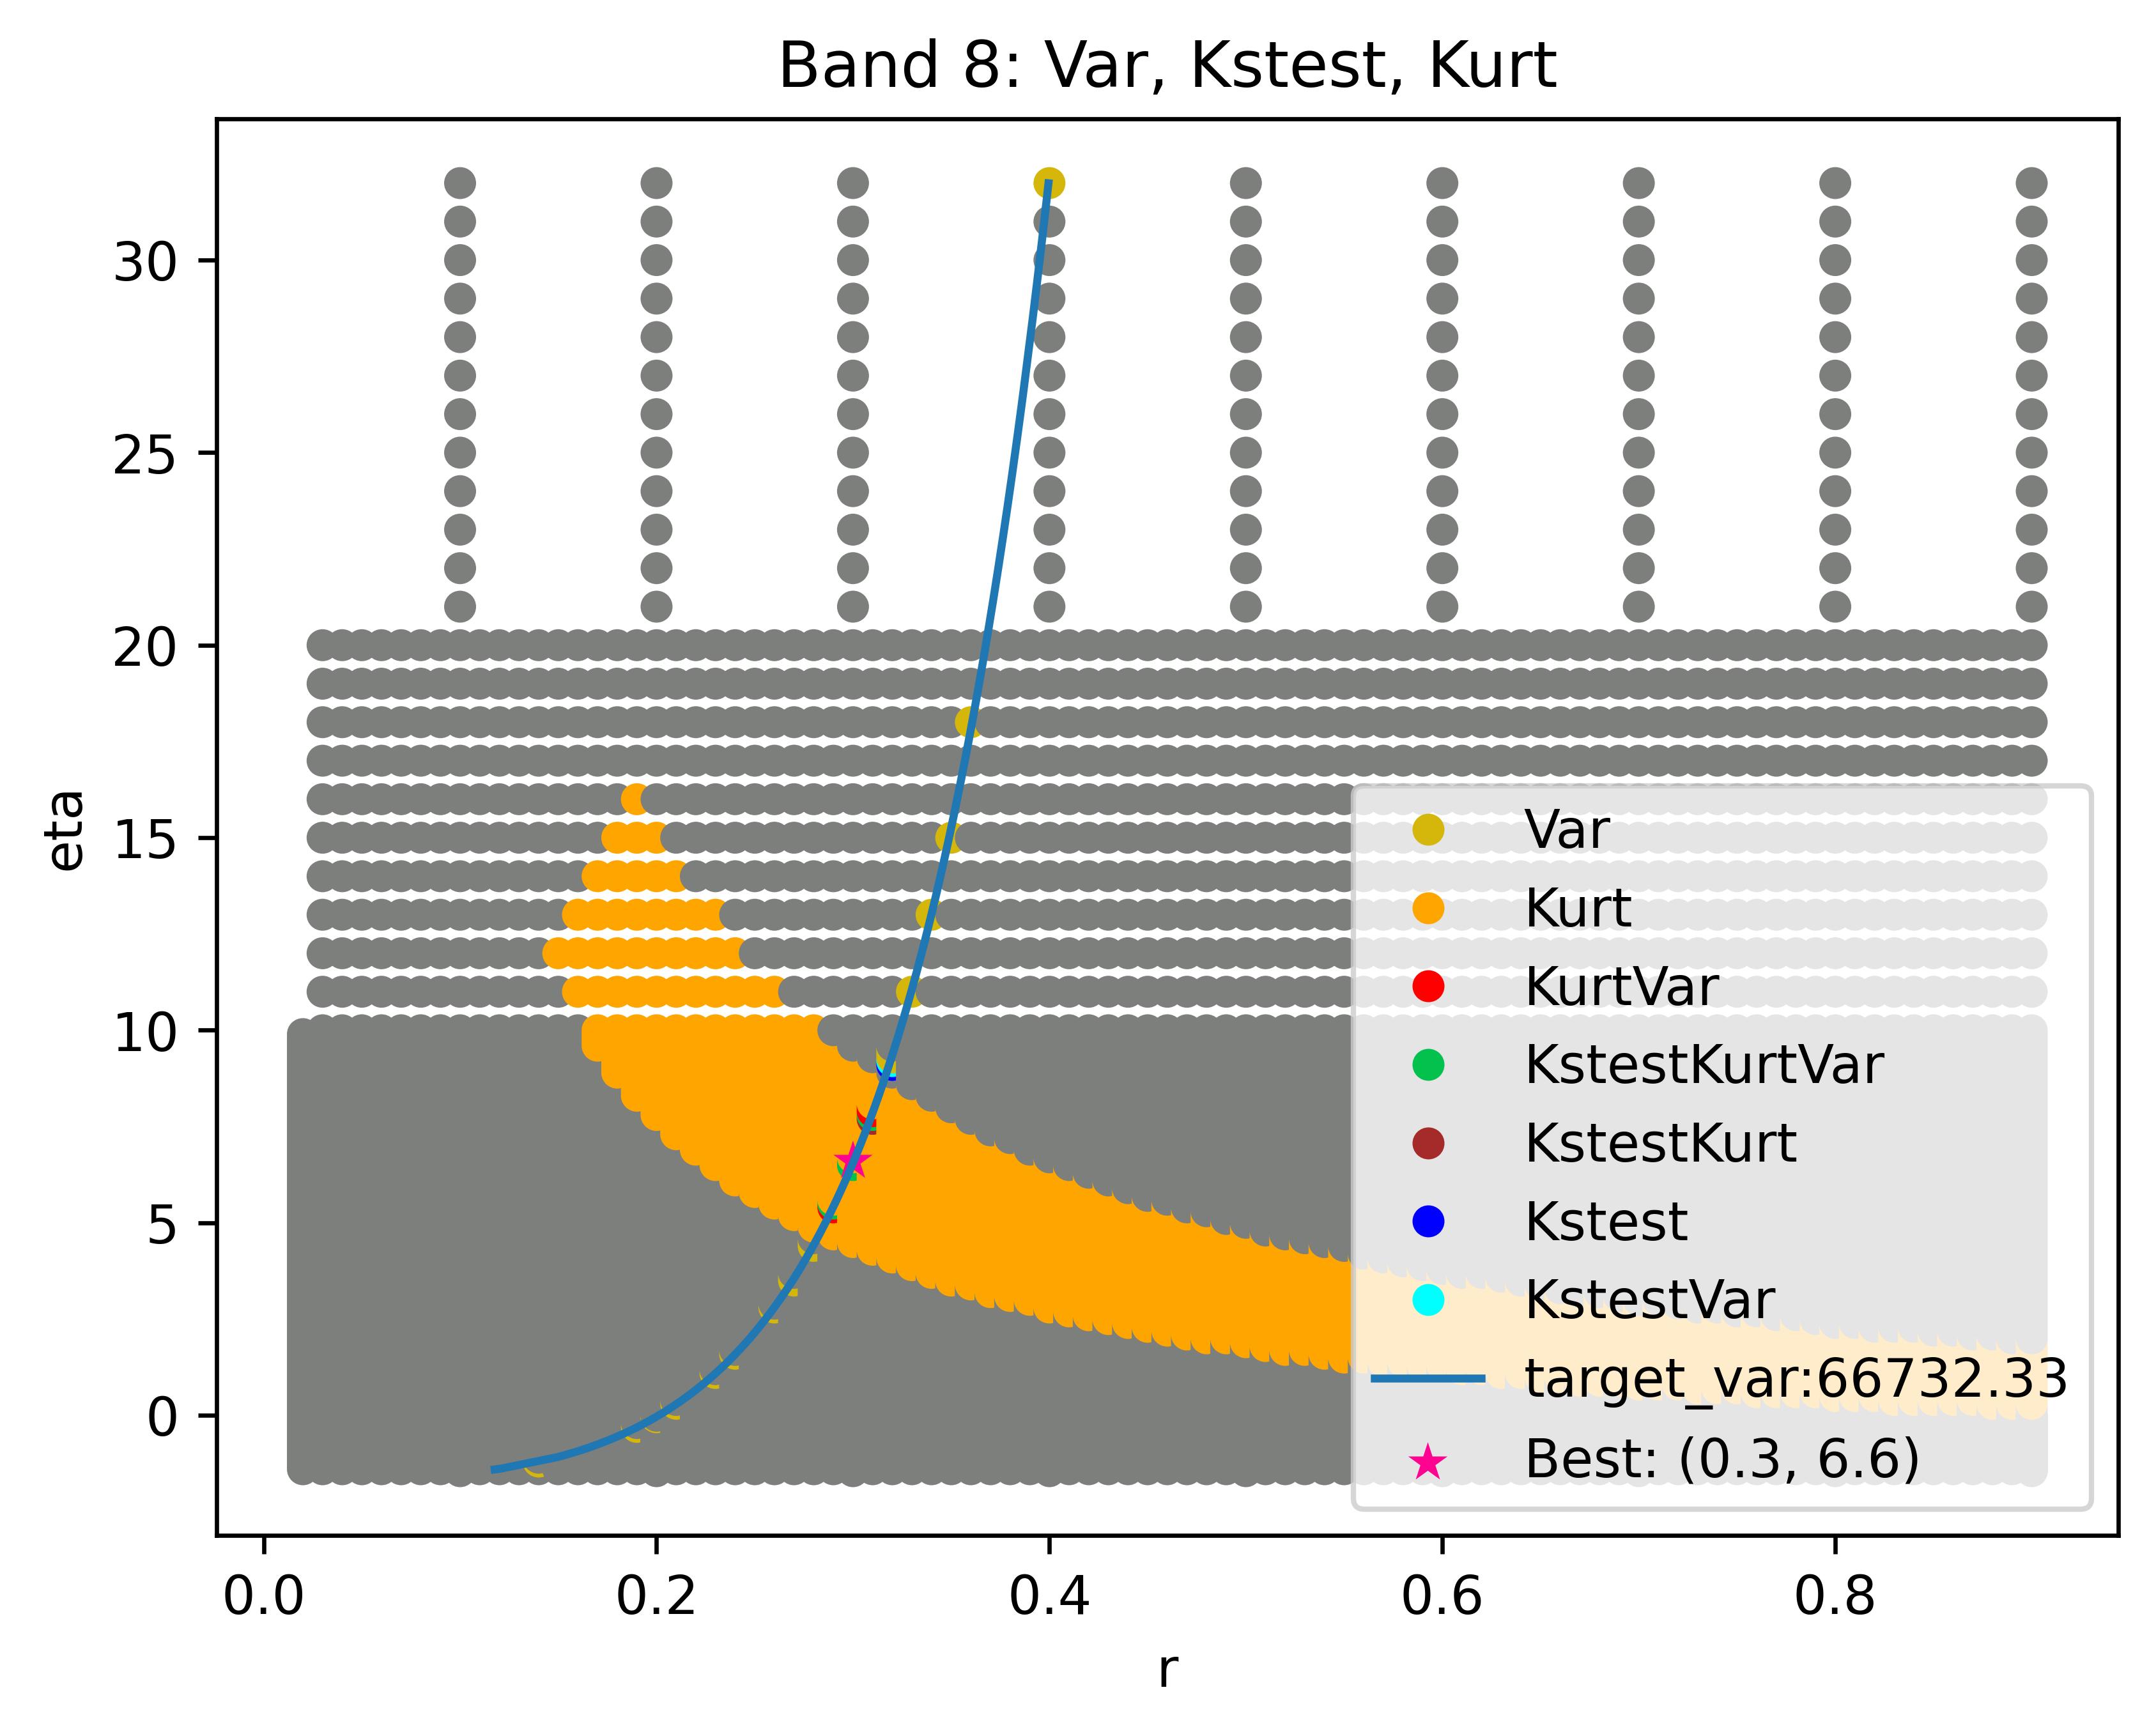 Band 8: Var, Kstest, Kurt
eta
30
25
20
15
10
5
0
Var
Kurt
KurtVar
KstestKurtVar
KstestKurt
Kstest
KstestVar
target_var:66732.33
Best: (0.3, 6.6)
0.0 0.2 0.4 0.6 0.8
r